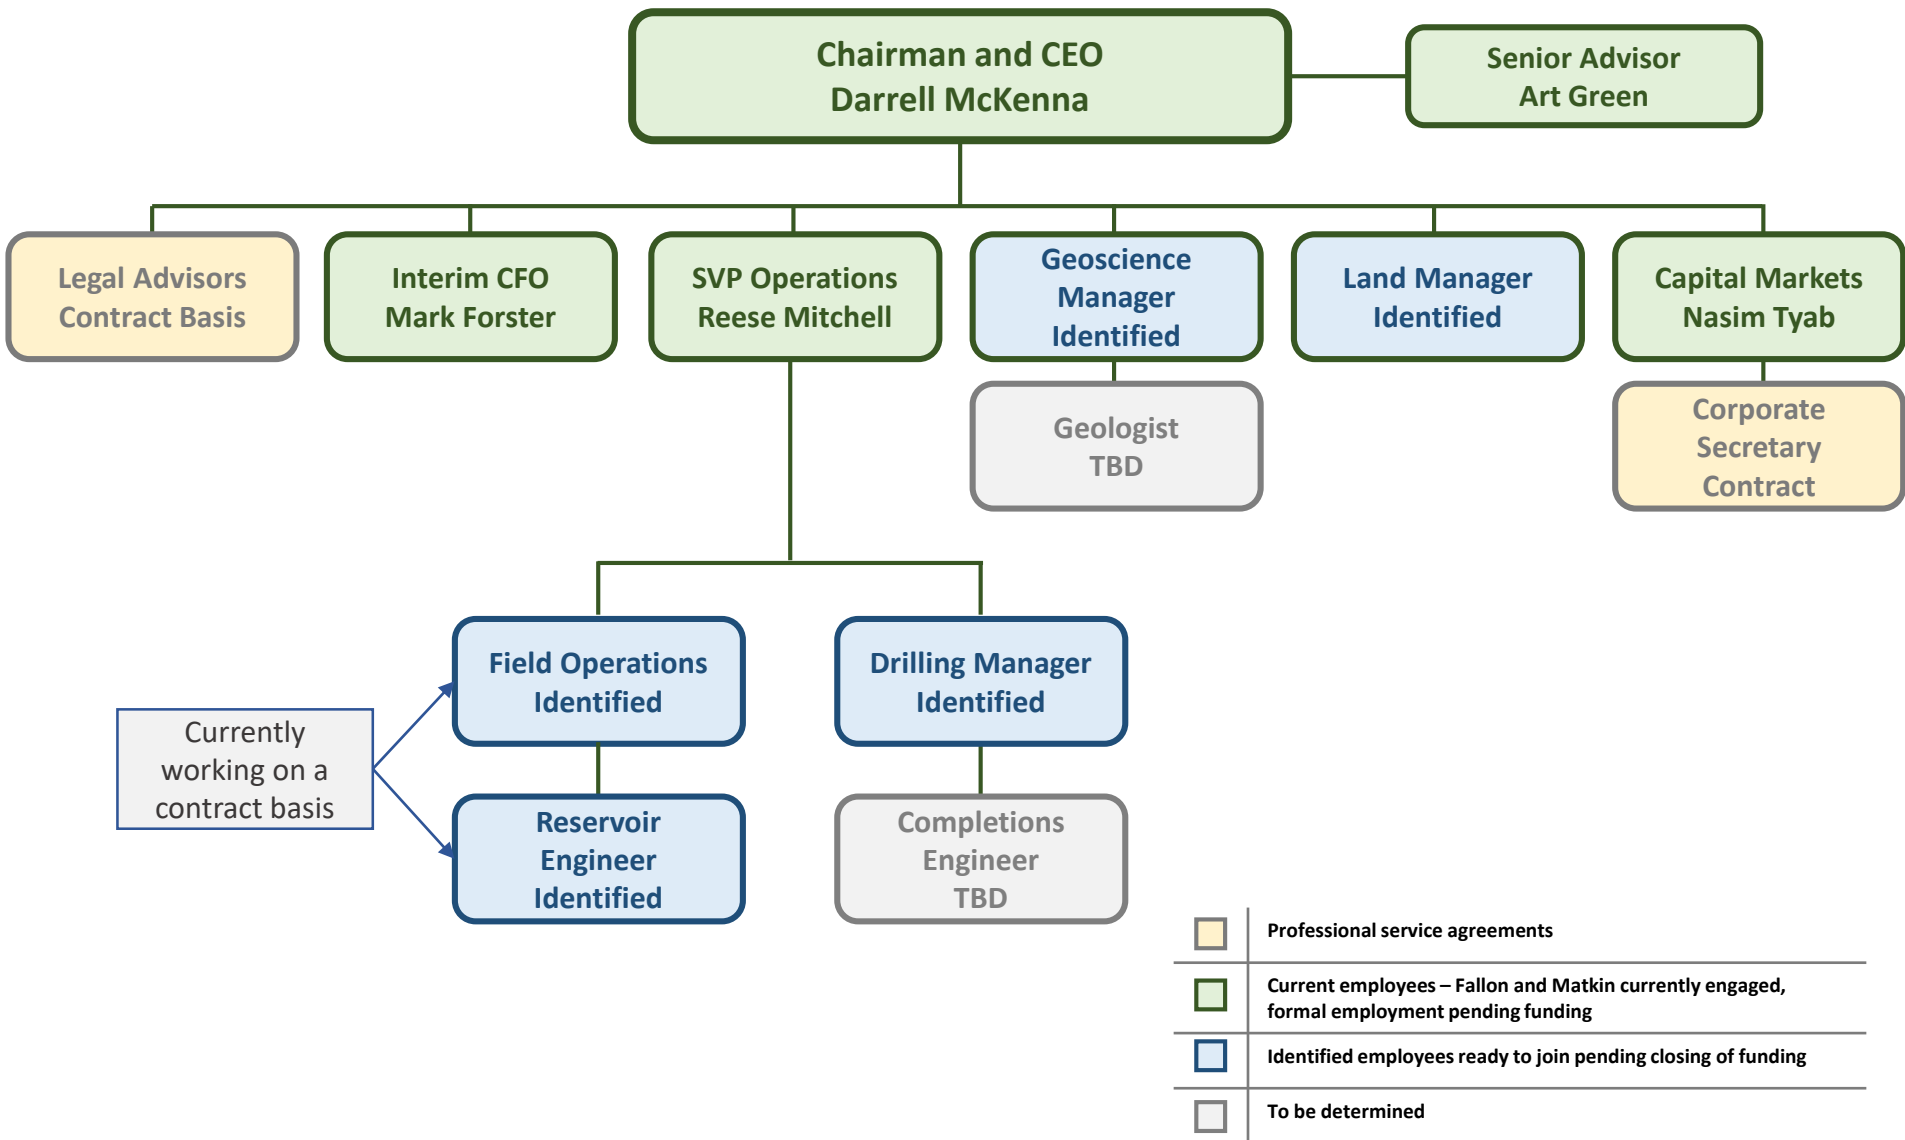 Chairman and CEO
Darrell McKenna
Senior Advisor
Art Green
Legal Advisors
Contract Basis
Interim CFO
Mark Forster
SVP Operations
Reese Mitchell
Geoscience
Manager
Identified
Land Manager
Identified
Capital Markets
Nasim Tyab
Geologist
TBD
Corporate
Secretary
Contract
Field Operations
Identified
Drilling Manager
Identified
Currently
working on a
contract basis
Reservoir
Engineer
Identified
Completions
Engineer
TBD
Professional service agreements
Current employees – Fallon and Matkin currently engaged,
formal employment pending funding
Identified employees ready to join pending closing of funding
To be determined